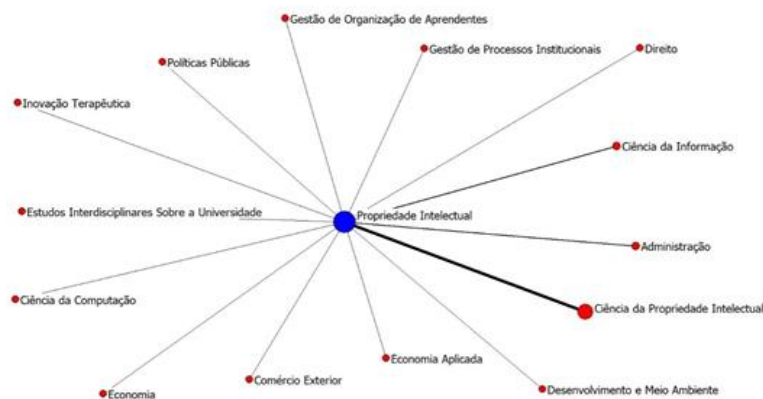 Gestão de Organização de Aprendentes
Gestão de Processos Institucionais
Direito
Políticas Públicas
Inovação Terapêutica
Ciência da Informação
Estudos Interdisciplinares Sobre a Universidade
Propriedade Intelectual
Administração
Ciência da Computação
Ciência da Propriedade Intelectual
Economia Aplicada
Comércio Exterior
Desenvolvimento e Meio Ambiente
Economia